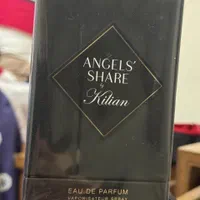 ANGELS'
SHARE
by
Kilian
EAU DE PARFUM
VAPORISATEUR SPRAY